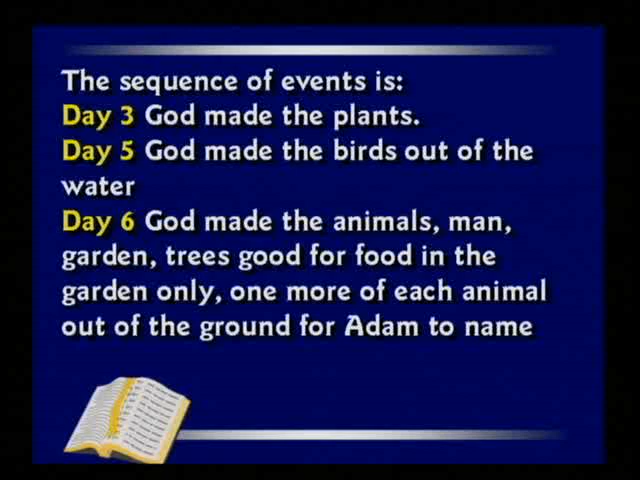 The sequence of events is:
Day 3 God made the plants.
Day 5 God made the birds out of the
water
Day 6 God made the animals, man,
garden, trees good for food in the
garden only, one more of each animal
out of the ground for Adam to name